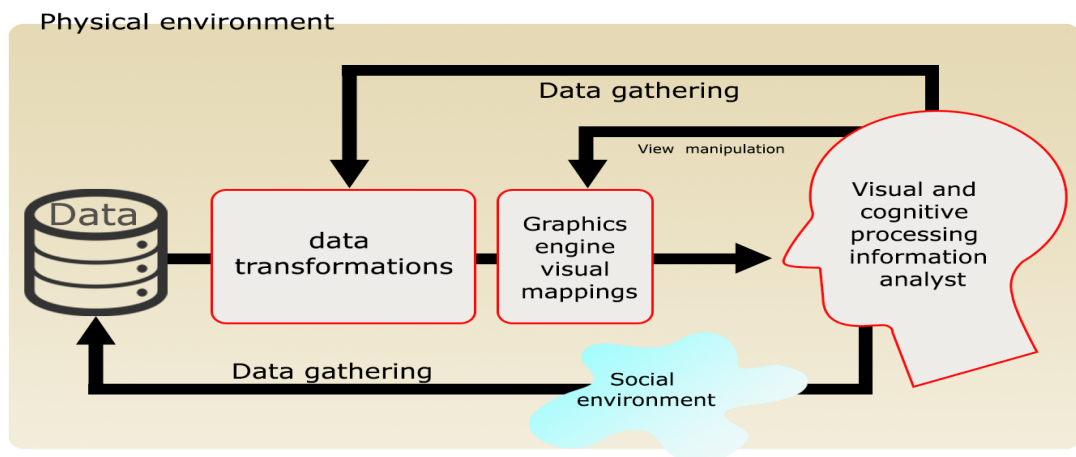 Physical environment
Data gathering
View manipulation
Data
data
transformations
Graphics
engine
visual
mappings
Visual and
cognitive
processing
information
analyst
Data gathering
Social
environment